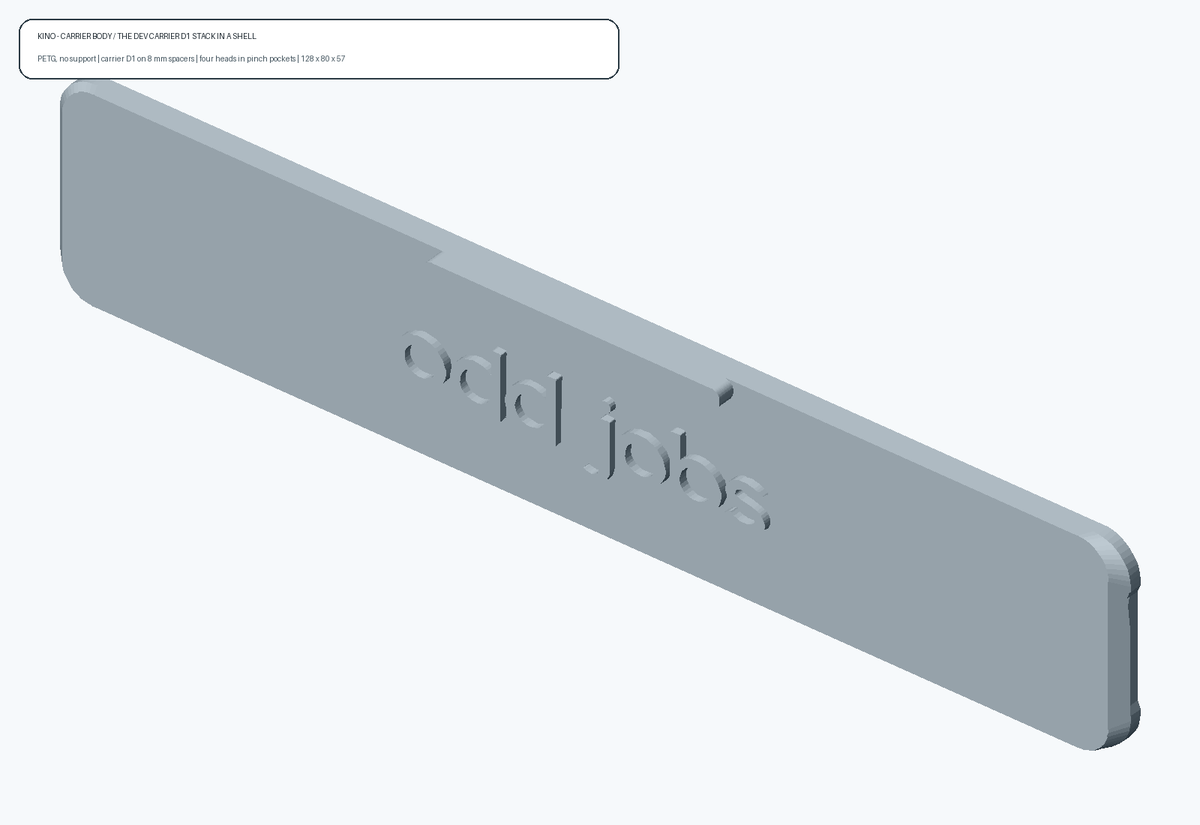 KINO - CARRIER BODY / THE DEV CARRIER D1 STACK IN A SHELL
PETG, no support | carrier D1 on 8 mm spacers | four heads in pinch pockets | 128 x 80 x 57
odd jobs